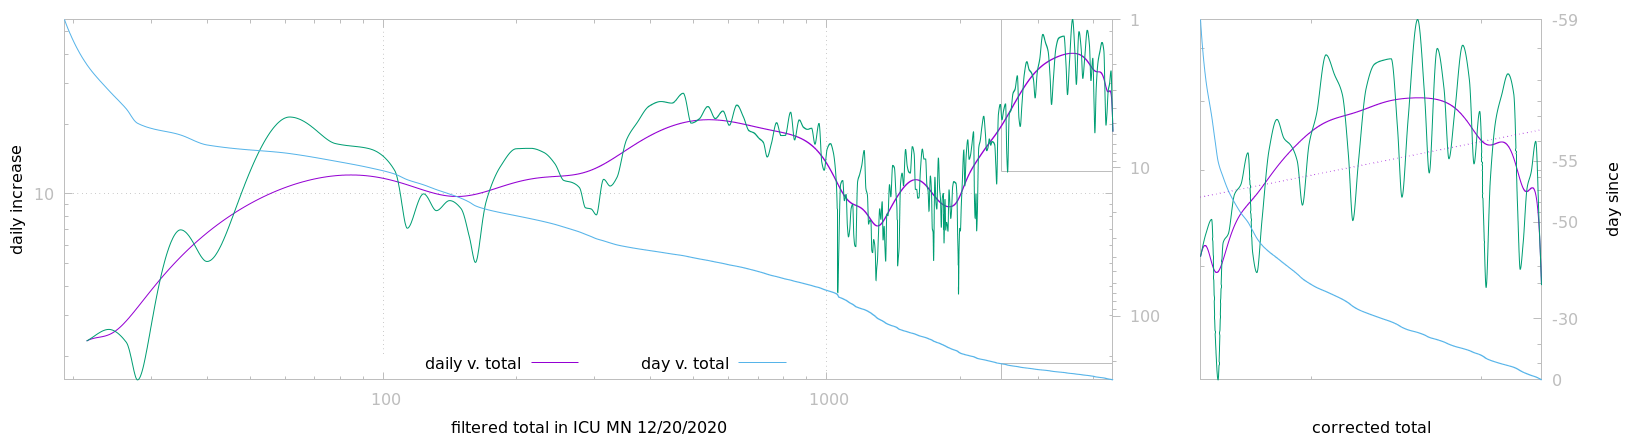 1
-59
10
10
-55
-50
100
-30
0
daily increase
day since
daily v. total
day v. total
100
1000
filtered total in ICU MN 12/20/2020
corrected total